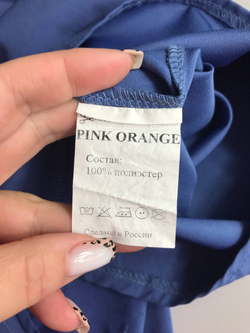 PINK ORANGE
Состав:
100% полиэстер
Сделано в России